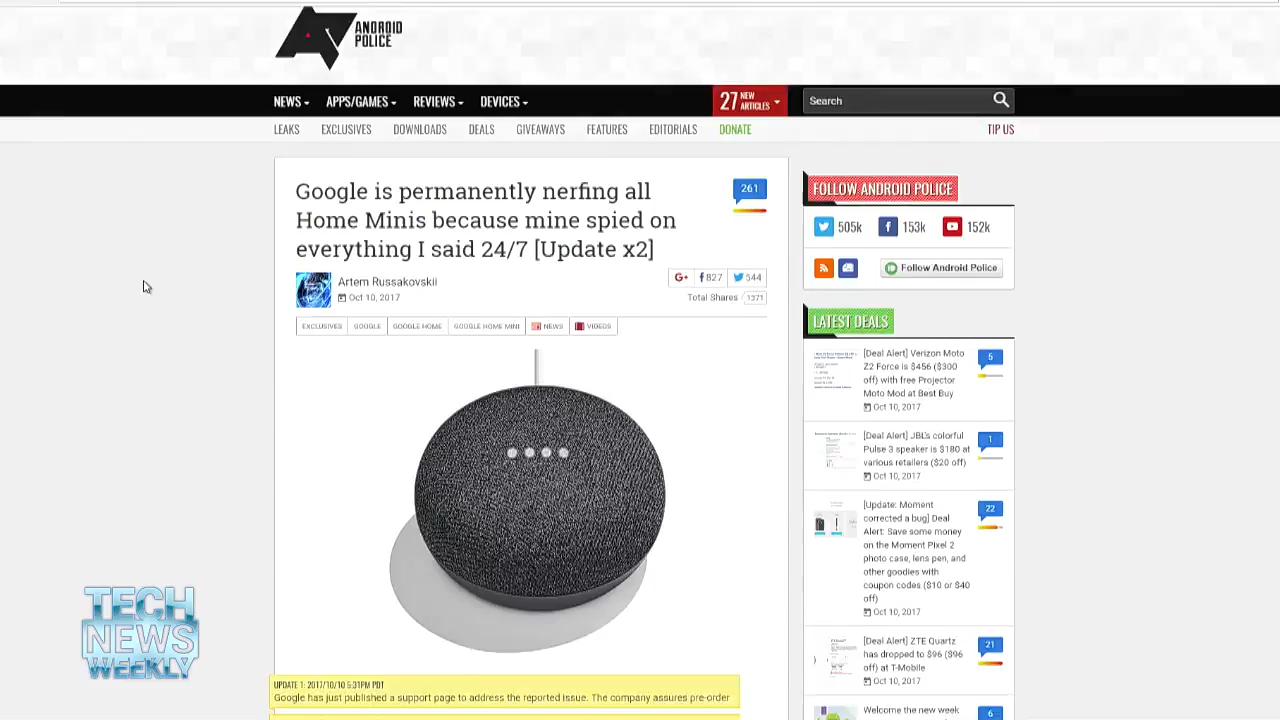 ANDROID
POLICE
NEWS
APPS/GAMES
REVIEWS
DEVICES
27 NEW
ARTICLES
Search
LEAKS
EXCLUSIVES
DOWNLOADS
DEALS
GIVEAWAYS
FEATURES
EDITORIALS
DONATE
TIP US
Google is permanently nerfing all
Home Minis because mine spied on
everything I said 24/7 [Update x2]
261
Artem Russakovskii
Oct 10, 2017
G+
827
544
Total Shares 1371
EXCLUSIVES
GOOGLE
GOOGLE HOME
GOOGLE HOME MINI
NEWS
VIDEOS
UPDATE 1: 2017/10/10 5:31PM PDT
Google has just published a support page to address the reported issue. The company assures pre-order
FOLLOW ANDROID POLICE
505k
153k
152k
Follow Android Police
LATEST DEALS
[Deal Alert] Verizon Moto
Z2 Force is $456 ($300
off) with free Projector
Moto Mod at Best Buy
Oct 10, 2017
5
[Deal Alert] JBL's colorful
Pulse 3 speaker is $180 at
various retailers ($20 off)
Oct 10, 2017
1
[Update: Moment
corrected a bug] Deal
Alert: Save some money
on the Moment Pixel 2
photo case, lens pen, and
other goodies with
coupon codes ($10 or $40
off)
Oct 10, 2017
22
[Deal Alert] ZTE Quartz
has dropped to $96 ($96
off) at T-Mobile
Oct 10, 2017
21
Welcome the new week
6
TECH
NEWS
WEEKLY